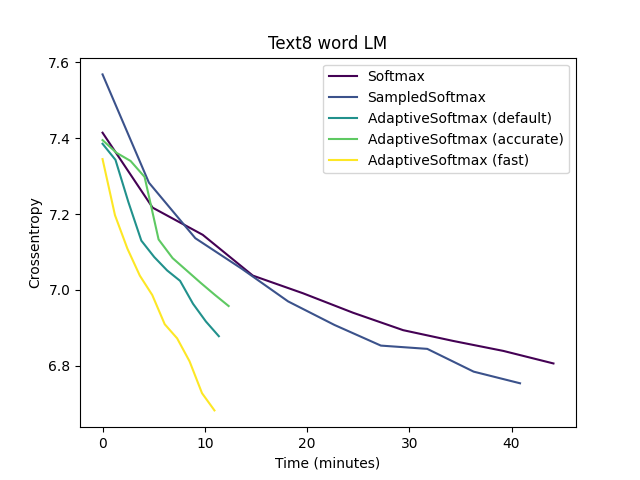 Text8 word LM
Softmax
SampledSoftmax
AdaptiveSoftmax (default)
AdaptiveSoftmax (accurate)
AdaptiveSoftmax (fast)
Crossentropy
7.6
7.4
7.2
7.0
6.8
0 10 20 30 40
Time (minutes)